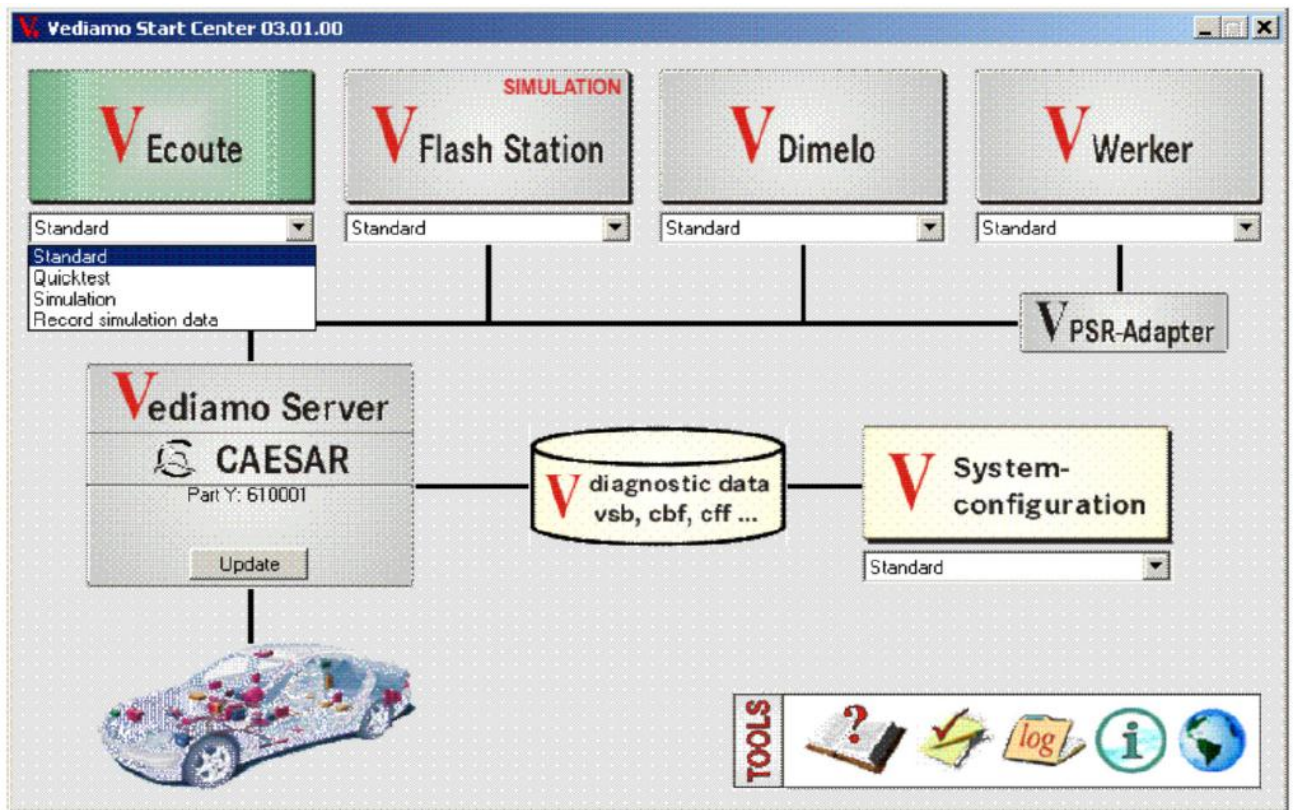 Vediamo Start Center 03.01.00
V Ecoute
SIMULATION
V Flash Station
V Dimelo
V Werker
Standard
Standard
Standard
Standard
Standard
Quicktest
Simulation
Record simulation data
V PSR-Adapter
Vediamo Server
CAESAR
Part Y: 610001
Update
V diagnostic data
vsb, cbf, cff ...
V System-
configuration
Standard
TOOLS
?
log
i